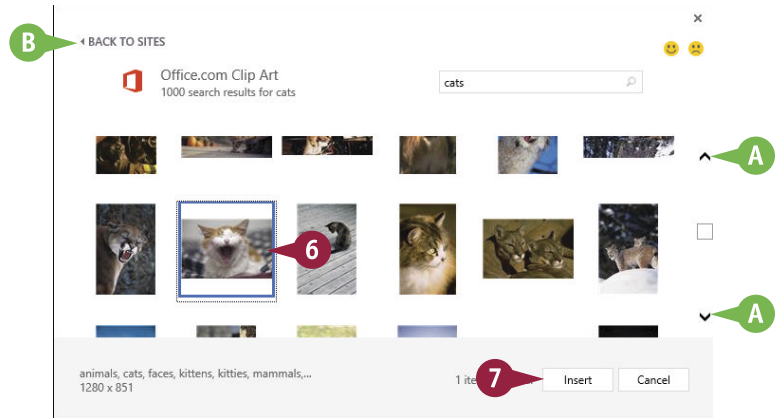 B
BACK TO SITES
Office.com Clip Art
1000 search results for cats
cats
A
6
A
animals, cats, faces, kittens, kitties, mammals,...
1280 x 851
1
7
Insert
Cancel